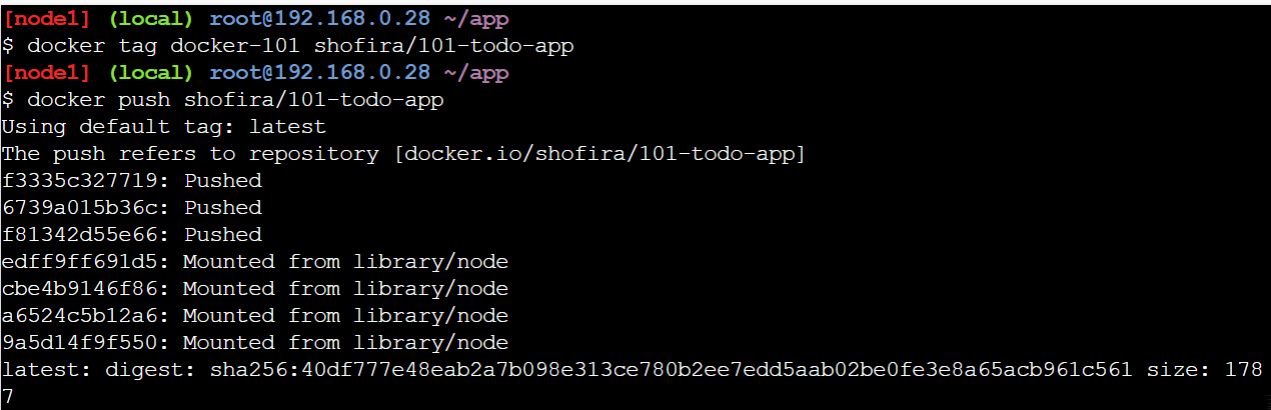 [node1] (local) root@192.168.0.28 ~/app
$ docker tag docker-101 shofira/101-todo-app
[node1] (local) root@192.168.0.28 ~/app
$ docker push shofira/101-todo-app
Using default tag: latest
The push refers to repository [docker.io/shofira/101-todo-app]
f3335c327719: Pushed
6739a015b36c: Pushed
f81342d55e66: Pushed
edff9ff691d5: Mounted from library/node
cbe4b9146f86: Mounted from library/node
a6524c5b12a6: Mounted from library/node
9a5d14f9f550: Mounted from library/node
latest: digest: sha256:40df777e48eab2a7b098e313ce780b2ee7edd5aab02be0fe3e8a65acb961c561 size: 178
7